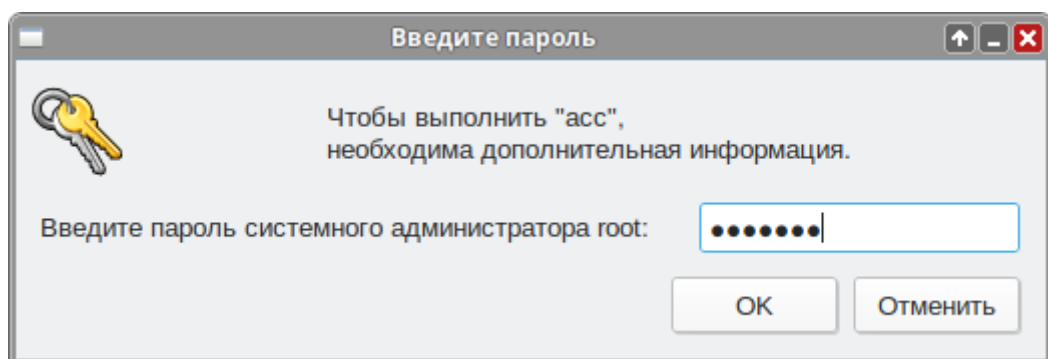 Введите пароль
Чтобы выполнить "acc",
необходима дополнительная информация.
Введите пароль системного администратора root:
OK Отменить